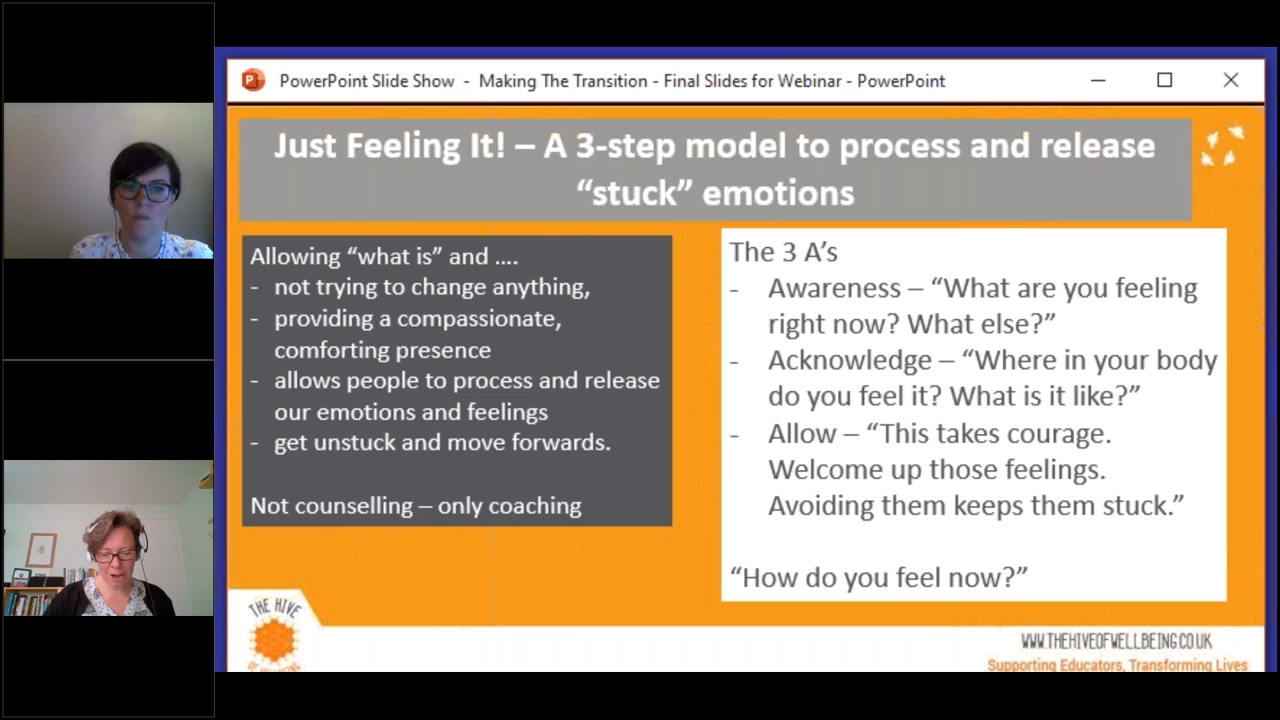 PowerPoint Slide Show - Making The Transition - Final Slides for Webinar - PowerPoint
Just Feeling It! – A 3-step model to process and release
“stuck” emotions
Allowing “what is” and ....
- not trying to change anything,
- providing a compassionate,
comforting presence
- allows people to process and release
our emotions and feelings
- get unstuck and move forwards.
Not counselling – only coaching
The 3 A’s
- Awareness – “What are you feeling
right now? What else?”
- Acknowledge – “Where in your body
do you feel it? What is it like?”
- Allow – “This takes courage.
Welcome up those feelings.
Avoiding them keeps them stuck.”
“How do you feel now?”
THE HIVE
OF WELLBEING
WWW.THEHIVEOFWELLBEING.CO.UK
Supporting Educators, Transforming Lives